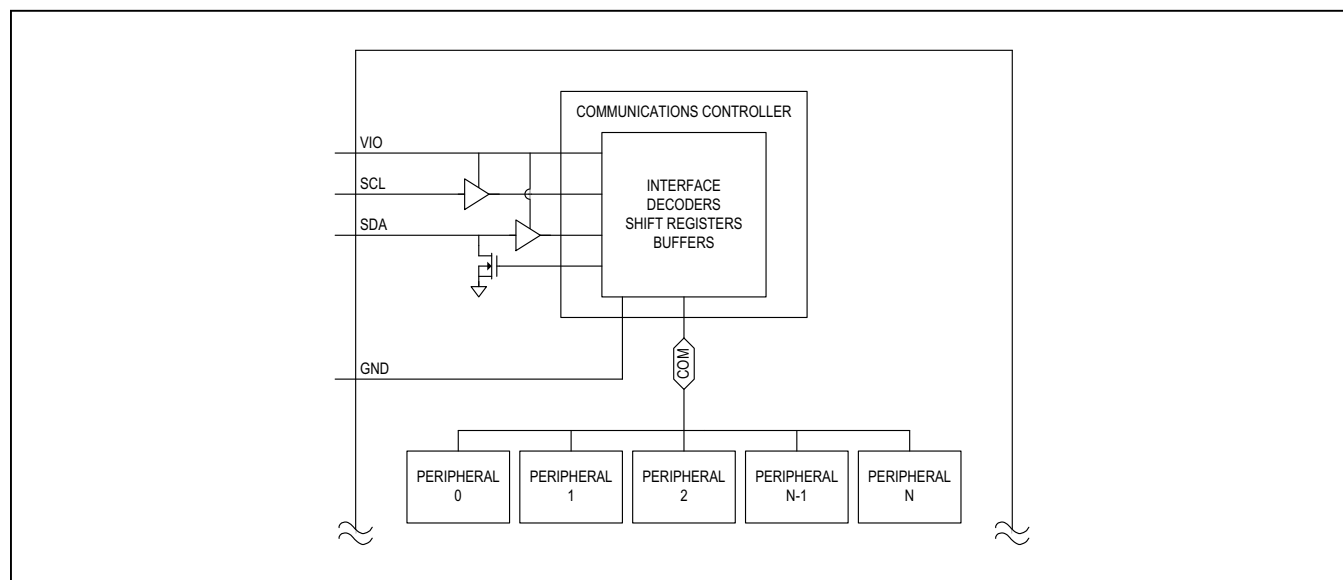 COMMUNICATIONS CONTROLLER
VIO
SCL
SDA
INTERFACE
DECODERS
SHIFT REGISTERS
BUFFERS
GND
COM
PERIPHERAL
0
PERIPHERAL
1
PERIPHERAL
2
PERIPHERAL
N-1
PERIPHERAL
N